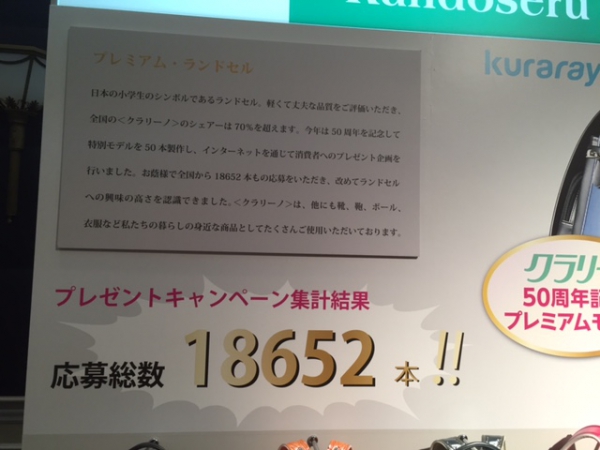 Randoseru
kuraray
プレミアム・ランドセル
日本の小学生のシンボルであるランドセル。軽くて丈夫な品質をご評価いただき、
全国の＜クラリーノ＞のシェアーは70％を超えます。今年は50周年を記念して
特別モデルを50本製作し、インターネットを通じて消費者へのプレゼント企画を
行いました。お蔭様で全国から18652本もの応募をいただき、改めてランドセル
への興味の高さを認識できました。＜クラリーノ＞は、他にも靴、鞄、ボール、
衣服など私たちの暮らしの身近な商品としてたくさんご使用いただいております。
クラリー
50周年記
プレミアムモ
プレゼントキャンペーン集計結果
応募総数 18652 本!!